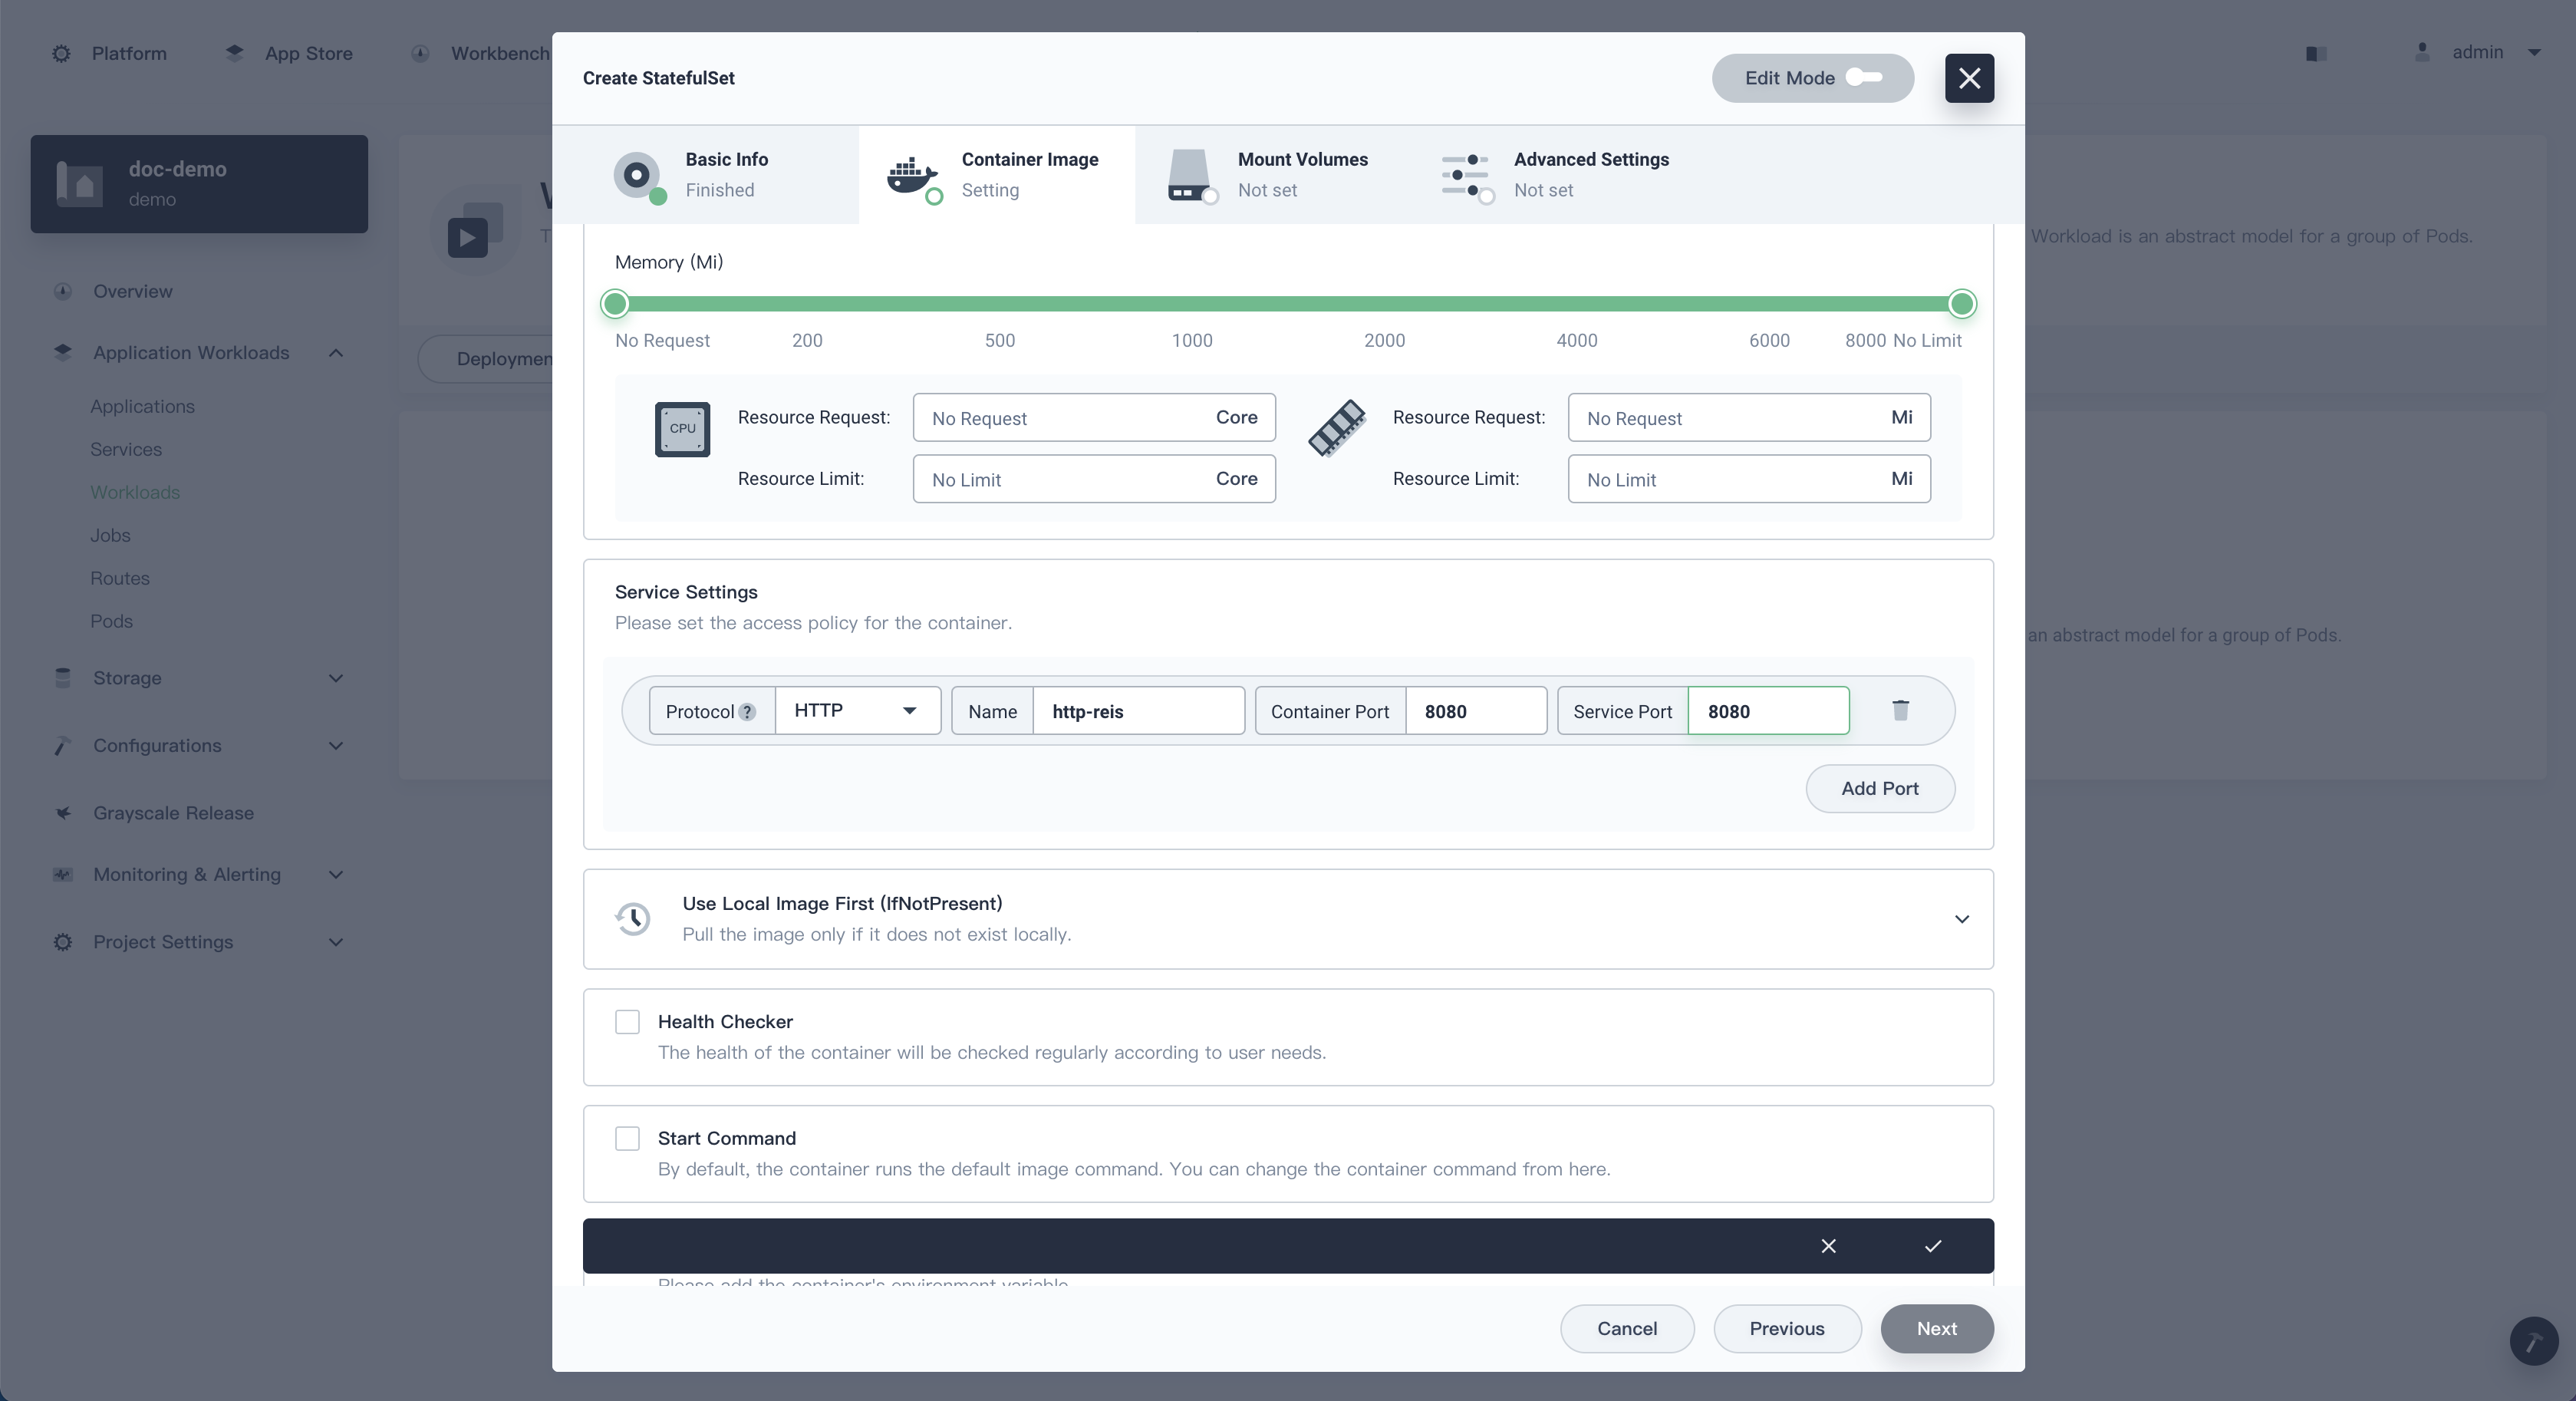 Platform
App Store
Workbench
admin
doc-demo
demo
Overview
Application Workloads
Applications
Services
Workloads
Jobs
Routes
Pods
Storage
Configurations
Grayscale Release
Monitoring & Alerting
Project Settings
Deploymen
Workload is an abstract model for a group of Pods.
an abstract model for a group of Pods.
Create StatefulSet
Edit Mode
Basic Info
Finished
Container Image
Setting
Mount Volumes
Not set
Advanced Settings
Not set
Memory (Mi)
No Request 200 500 1000 2000 4000 6000 8000 No Limit
CPU
Resource Request: No Request Core
Resource Limit: No Limit Core
Resource Request: No Request Mi
Resource Limit: No Limit Mi
Service Settings
Please set the access policy for the container.
Protocol ? HTTP Name http-reis Container Port 8080 Service Port 8080
Add Port
Use Local Image First (IfNotPresent)
Pull the image only if it does not exist locally.
Health Checker
The health of the container will be checked regularly according to user needs.
Start Command
By default, the container runs the default image command. You can change the container command from here.
Please add the container's environment variable
Cancel Previous Next